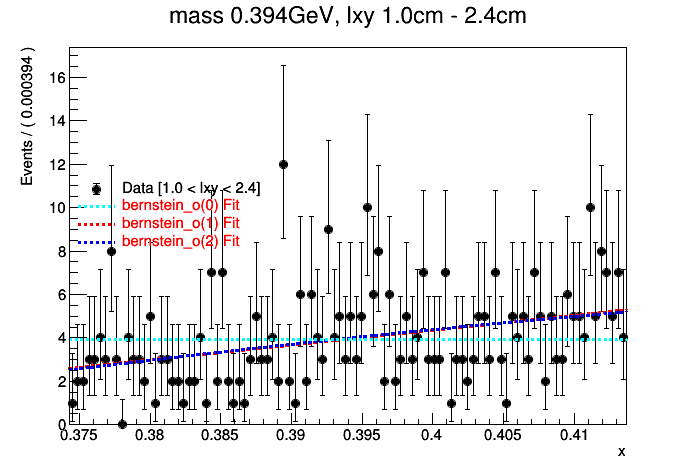 mass 0.394GeV, lxy 1.0cm - 2.4cm
Events / ( 0.000394 )
16
14
12
10
8
6
4
2
0
Data [1.0 < lxy < 2.4]
bernstein_o(0) Fit
bernstein_o(1) Fit
bernstein_o(2) Fit
0.375 0.38 0.385 0.39 0.395 0.4 0.405 0.41
x